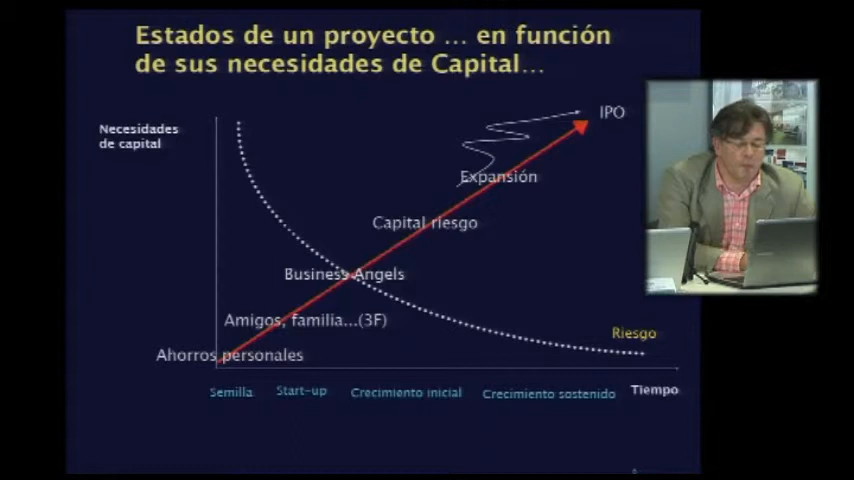 Estados de un proyecto ... en función
de sus necesidades de Capital...
Necesidades
de capital
IPO
Expansión
Capital riesgo
Business Angels
Amigos, familia...(3F)
Riesgo
Ahorros personales
Semilla
Start-up
Crecimiento inicial
Crecimiento sostenido
Tiempo